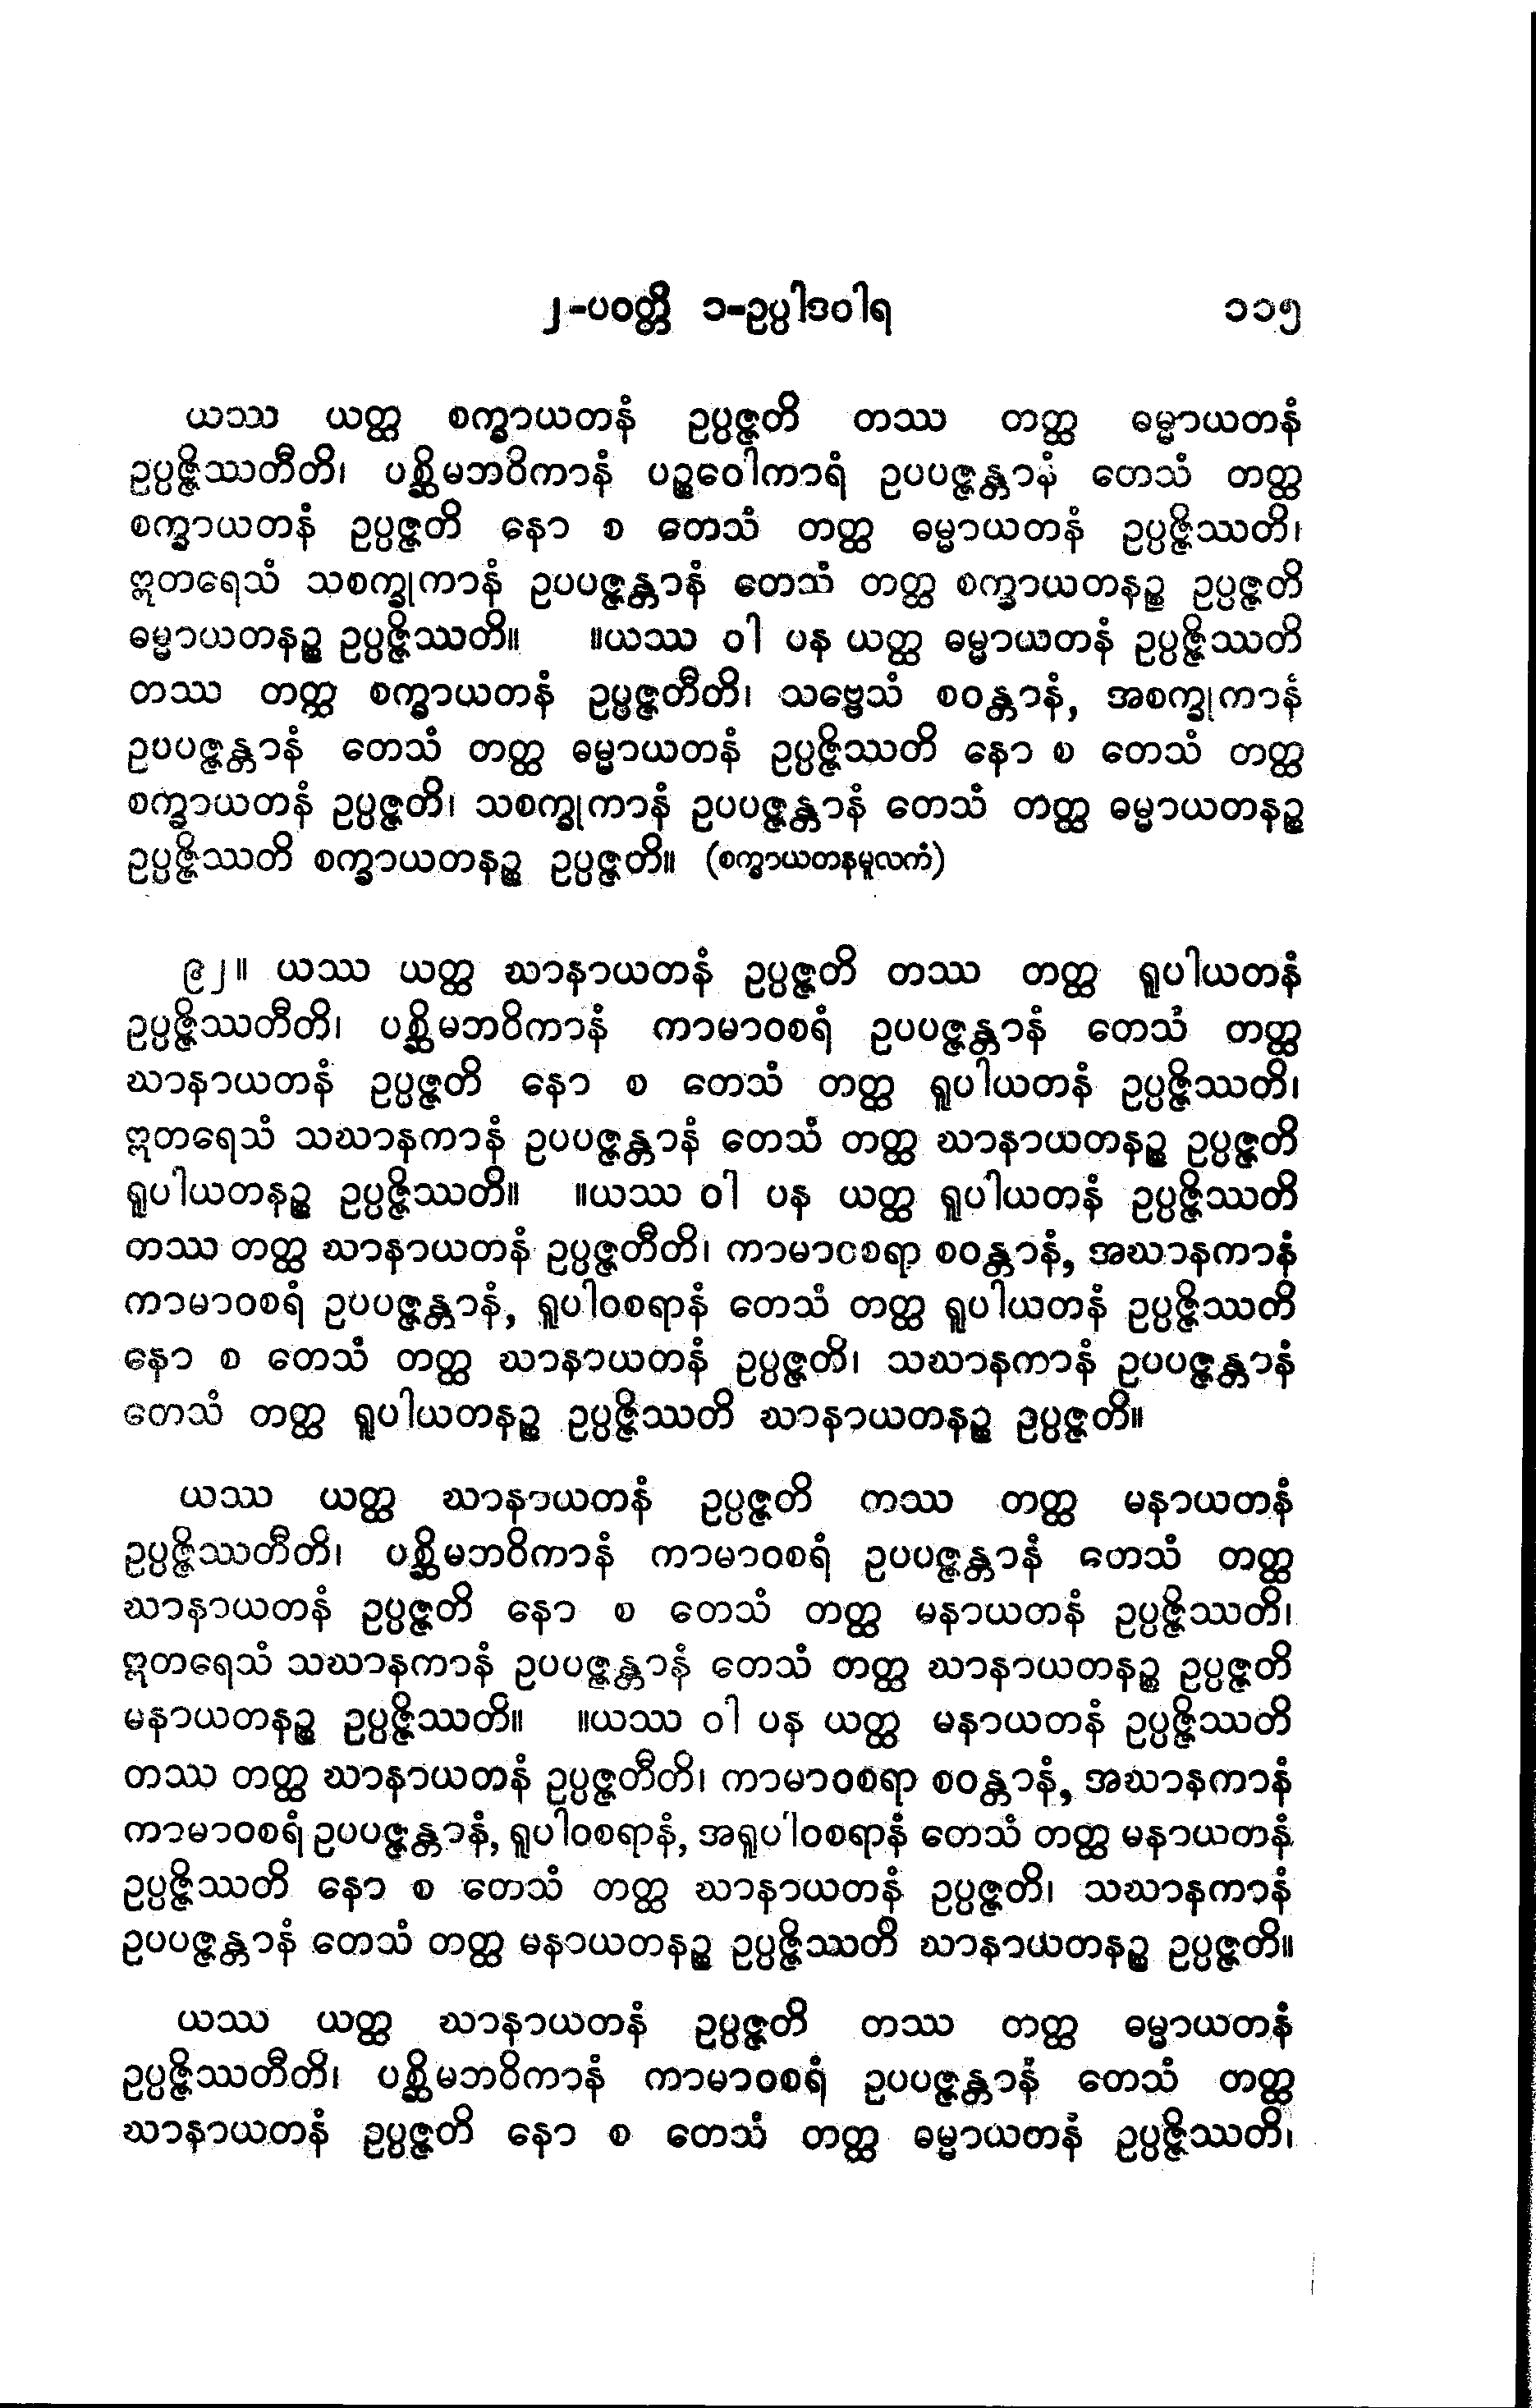 ၂-ပဝတ္တိ ၁-ဥပ္ပါဒဝါရ ၁၁၅
ယဿ ယတ္ထ စက္ခာယတနံ ဥပ္ပဇ္ဇတိ တဿ တတ္ထ ဓမ္မာယတနံ
ဥပ္ပဇ္ဇိဿတီတိ၊ ပစ္ဆိမဘဝိကာနံ ပဉ္စဝေါကာရံ ဥပပဇ္ဇန္တာနံ တေသံ တတ္ထ
စက္ခာယတနံ ဥပ္ပဇ္ဇတိ နော စ တေသံ တတ္ထ ဓမ္မာယတနံ ဥပ္ပဇ္ဇိဿတိ၊
ဣတရေသံ သစက္ခုကာနံ ဥပပဇ္ဇန္တာနံ တေသံ တတ္ထ စက္ခာယတနဉ္စ ဥပ္ပဇ္ဇတိ
ဓမ္မာယတနဉ္စ ဥပ္ပဇ္ဇိဿတိ။ ။ယဿ ဝါ ပန ယတ္ထ ဓမ္မာယတနံ ဥပ္ပဇ္ဇိဿတိ
တဿ တတ္ထ စက္ခာယတနံ ဥပ္ပဇ္ဇတီတိ၊ သဗ္ဗေသံ စဝန္တာနံ, အစက္ခုကာနံ
ဥပပဇ္ဇန္တာနံ တေသံ တတ္ထ ဓမ္မာယတနံ ဥပ္ပဇ္ဇိဿတိ နော စ တေသံ တတ္ထ
စက္ခာယတနံ ဥပ္ပဇ္ဇတိ၊ သစက္ခုကာနံ ဥပပဇ္ဇန္တာနံ တေသံ တတ္ထ ဓမ္မာယတနဉ္စ
ဥပ္ပဇ္ဇိဿတိ စက္ခာယတနဉ္စ ဥပ္ပဇ္ဇတိ။ (စက္ခာယတနမူလကံ)
၉၂။ ယဿ ယတ္ထ ဃာနာယတနံ ဥပ္ပဇ္ဇတိ တဿ တတ္ထ ရူပါယတနံ
ဥပ္ပဇ္ဇိဿတီတိ၊ ပစ္ဆိမဘဝိကာနံ ကာမာဝစရံ ဥပပဇ္ဇန္တာနံ တေသံ တတ္ထ
ဃာနာယတနံ ဥပ္ပဇ္ဇတိ နော စ တေသံ တတ္ထ ရူပါယတနံ ဥပ္ပဇ္ဇိဿတိ၊
ဣတရေသံ သဃာနကာနံ ဥပပဇ္ဇန္တာနံ တေသံ တတ္ထ ဃာနာယတနဉ္စ ဥပ္ပဇ္ဇတိ
ရူပါယတနဉ္စ ဥပ္ပဇ္ဇိဿတိ။ ။ယဿ ဝါ ပန ယတ္ထ ရူပါယတနံ ဥပ္ပဇ္ဇိဿတိ
တဿ တတ္ထ ဃာနာယတနံ ဥပ္ပဇ္ဇတီတိ၊ ကာမာဝစရာ စဝန္တာနံ, အဃာနကာနံ
ကာမာဝစရံ ဥပပဇ္ဇန္တာနံ, ရူပါဝစရာနံ တေသံ တတ္ထ ရူပါယတနံ ဥပ္ပဇ္ဇိဿတိ
နော စ တေသံ တတ္ထ ဃာနာယတနံ ဥပ္ပဇ္ဇတိ၊ သဃာနကာနံ ဥပပဇ္ဇန္တာနံ
တေသံ တတ္ထ ရူပါယတနဉ္စ ဥပ္ပဇ္ဇိဿတိ ဃာနာယတနဉ္စ ဥပ္ပဇ္ဇတိ။
ယဿ ယတ္ထ ဃာနာယတနံ ဥပ္ပဇ္ဇတိ ကဿ တတ္ထ မနာယတနံ
ဥပ္ပဇ္ဇိဿတီတိ၊ ပစ္ဆိမဘဝိကာနံ ကာမာဝစရံ ဥပပဇ္ဇန္တာနံ တေသံ တတ္ထ
ဃာနာယတနံ ဥပ္ပဇ္ဇတိ နော စ တေသံ တတ္ထ မနာယတနံ ဥပ္ပဇ္ဇိဿတိ၊
ဣတရေသံ သဃာနကာနံ ဥပပဇ္ဇန္တာနံ တေသံ တတ္ထ ဃာနာယတနဉ္စ ဥပ္ပဇ္ဇတိ
မနာယတနဉ္စ ဥပ္ပဇ္ဇိဿတိ။ ။ယဿ ဝါ ပန ယတ္ထ မနာယတနံ ဥပ္ပဇ္ဇိဿတိ
တဿ တတ္ထ ဃာနာယတနံ ဥပ္ပဇ္ဇတီတိ၊ ကာမာဝစရာ စဝန္တာနံ, အဃာနကာနံ
ကာမာဝစရံ ဥပပဇ္ဇန္တာနံ, ရူပါဝစရာနံ, အရူပါဝစရာနံ တေသံ တတ္ထ မနာယတနံ
ဥပ္ပဇ္ဇိဿတိ နော စ တေသံ တတ္ထ ဃာနာယတနံ ဥပ္ပဇ္ဇတိ၊ သဃာနကာနံ
ဥပပဇ္ဇန္တာနံ တေသံ တတ္ထ မနာယတနဉ္စ ဥပ္ပဇ္ဇိဿတိ ဃာနာယတနဉ္စ ဥပ္ပဇ္ဇတိ။
ယဿ ယတ္ထ ဃာနာယတနံ ဥပ္ပဇ္ဇတိ တဿ တတ္ထ ဓမ္မာယတနံ
ဥပ္ပဇ္ဇိဿတီတိ၊ ပစ္ဆိမဘဝိကာနံ ကာမာဝစရံ ဥပပဇ္ဇန္တာနံ တေသံ တတ္ထ
ဃာနာယတနံ ဥပ္ပဇ္ဇတိ နော စ တေသံ တတ္ထ ဓမ္မာယတနံ ဥပ္ပဇ္ဇိဿတိ၊